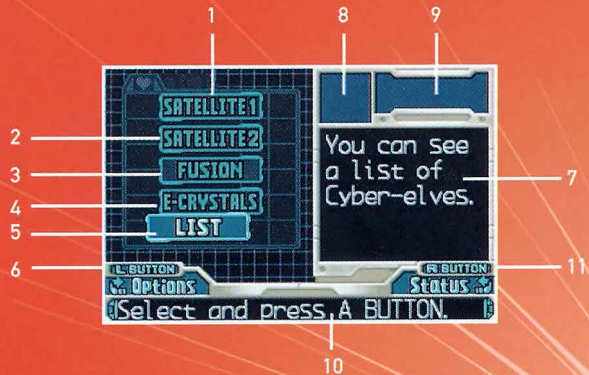 1
8
9
SATELLITE1
2
SATELLITE2
3
FUSION
4
E-CRYSTALS
5
LIST
You can see
a list of
Cyber-elves.
7
6
L BUTTON
R BUTTON
11
Options
Status
Select and press A BUTTON.
10